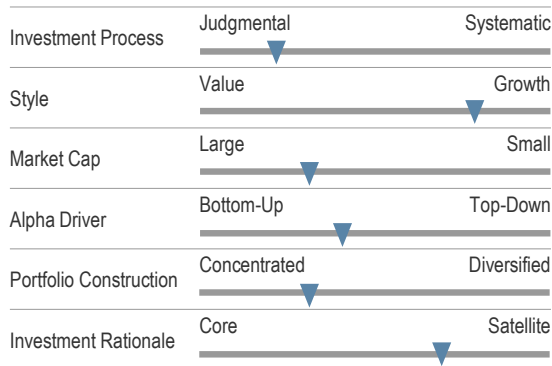 Investment Process Judgmental Systematic
Style Value Growth
Market Cap Large Small
Alpha Driver Bottom-Up Top-Down
Portfolio Construction Concentrated Diversified
Investment Rationale Core Satellite